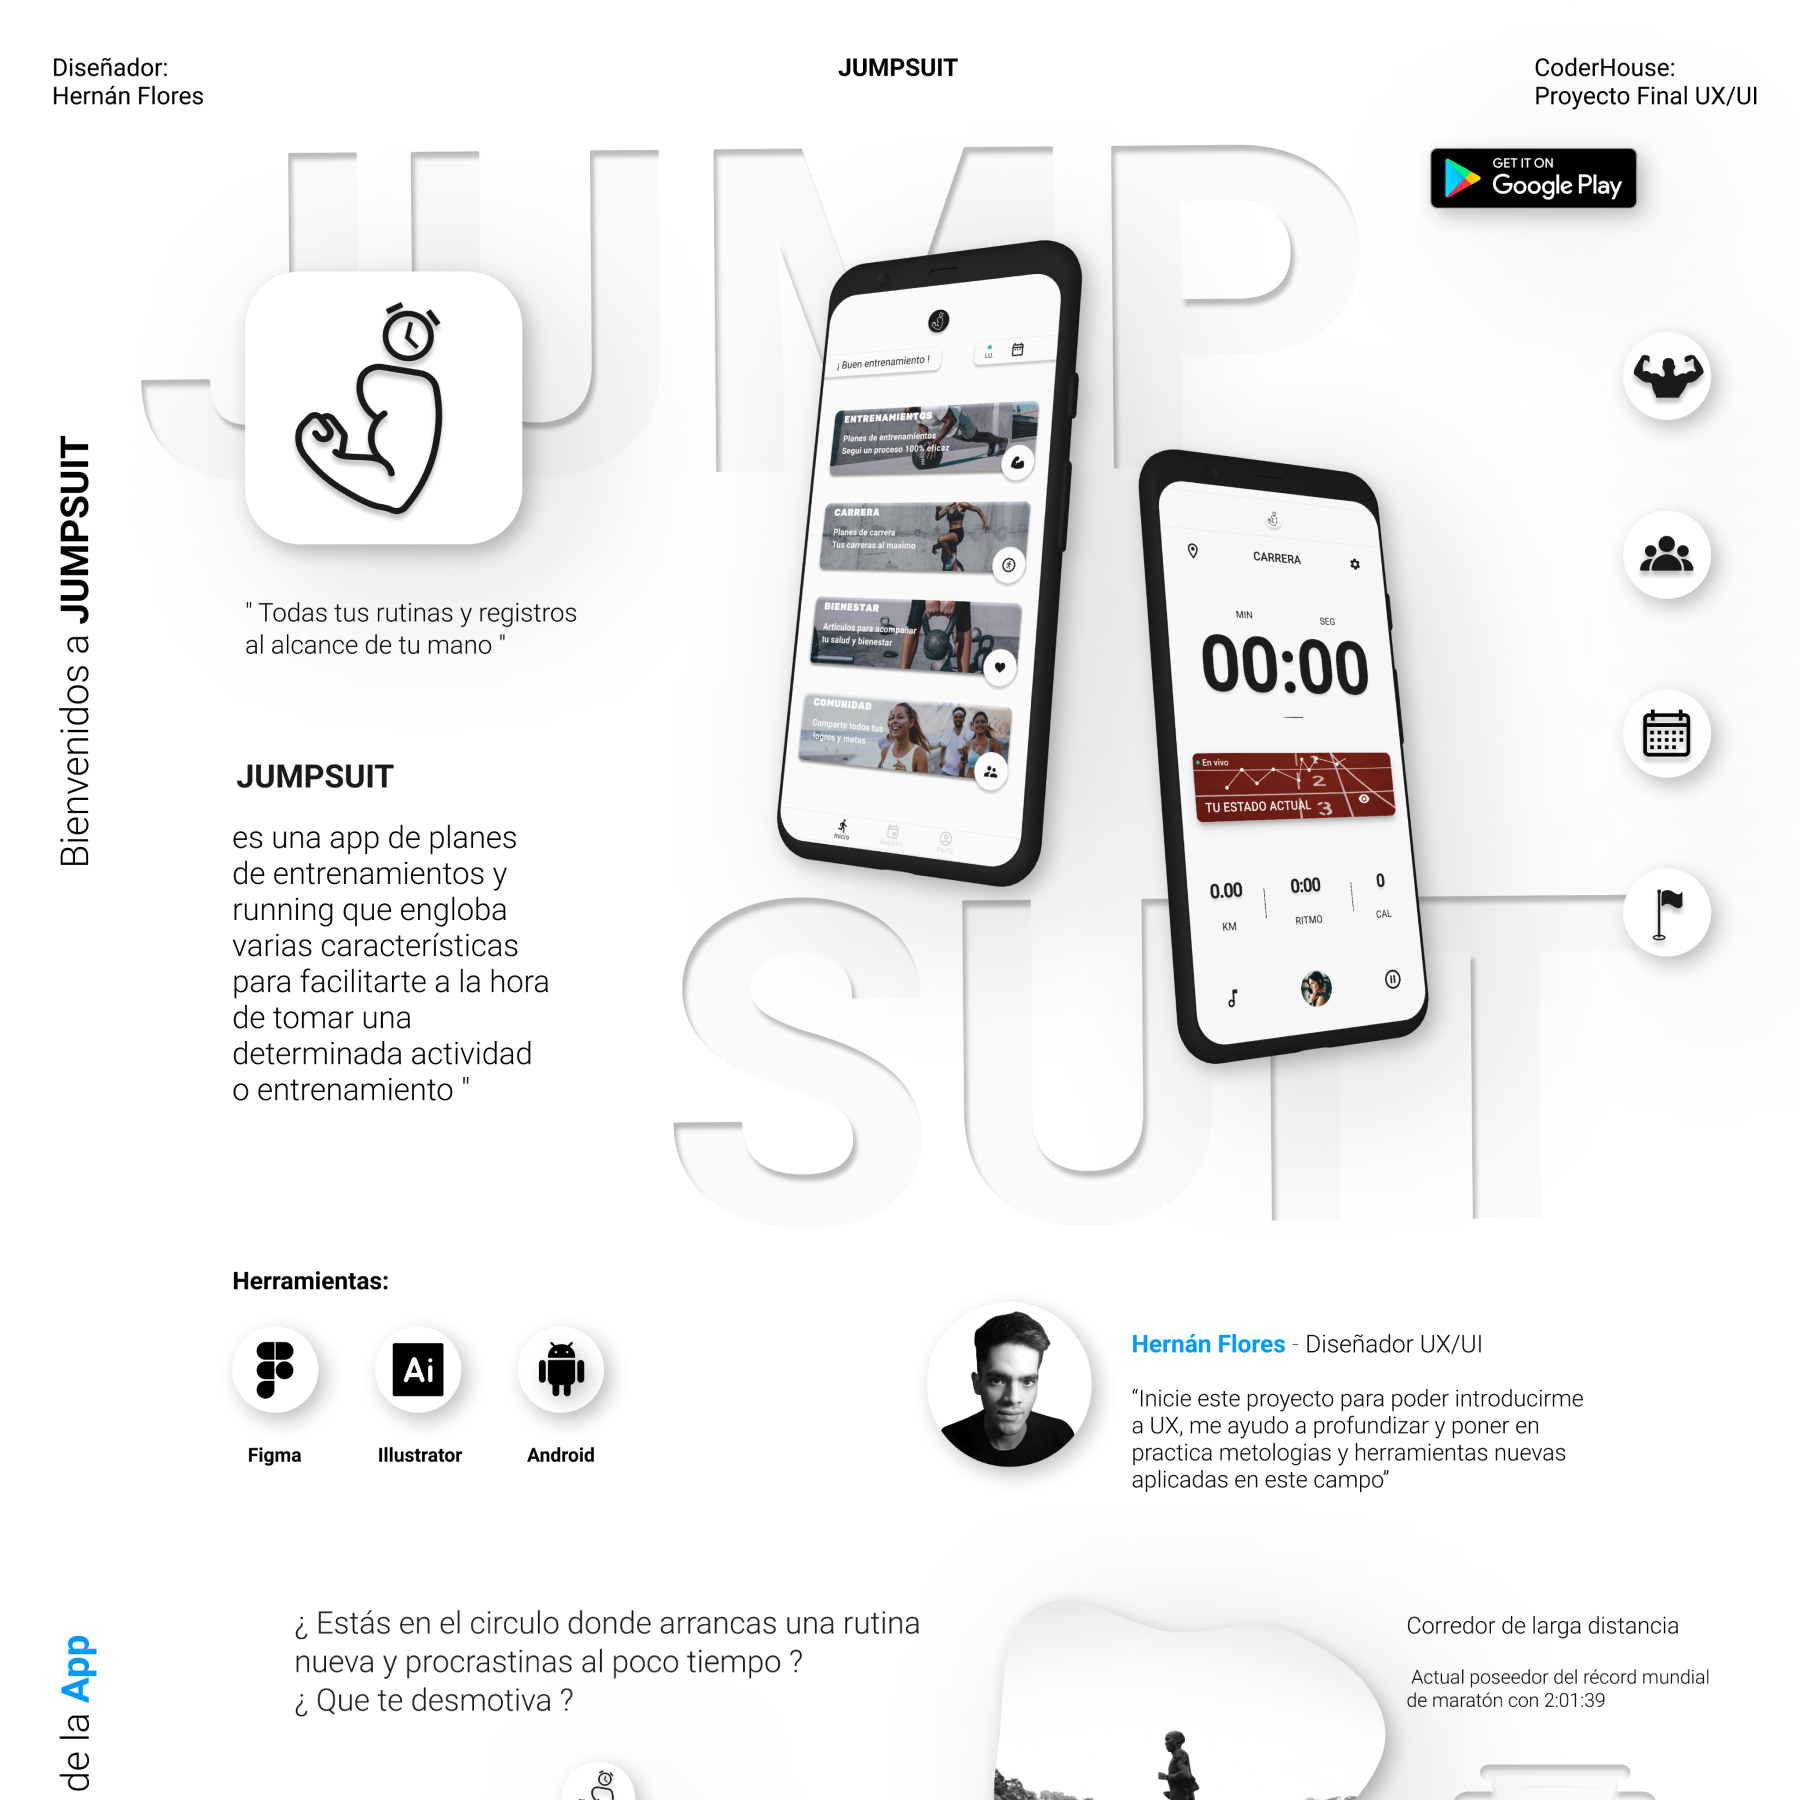 Diseñador:
Hernán Flores
JUMPSUIT
CoderHouse:
Proyecto Final UX/UI
JUMP
GET IT ON
Google Play
Bienvenidos a JUMPSUIT
" Todas tus rutinas y registros
al alcance de tu mano "
¡ Buen entrenamiento !
LU.
ENTRENAMIENTOS
Planes de entrenamientos
Segui un proceso 100% eficaz
CARRERA
Planes de carrera
Tus carreras al maximo
BIENESTAR
Articulos para acompañar
tu salud y bienestar
COMUNIDAD
Comparte todos tus
logros y metas
Inicio
Registro
Perfil
CARRERA
MIN
SEG
00:00
En vivo
1
2
3
TU ESTADO ACTUAL
0.00
0:00
0
KM
RITMO
CAL
JUMPSUIT
es una app de planes
de entrenamientos y
running que engloba
varias características
para facilitarte a la hora
de tomar una
determinada actividad
o entrenamiento "
SUIT
Herramientas:
Ai
Figma
Illustrator
Android
Hernán Flores - Diseñador UX/UI
“Inicie este proyecto para poder introducirme
a UX, me ayudo a profundizar y poner en
practica metologias y herramientas nuevas
aplicadas en este campo”
de la App
¿ Estás en el circulo donde arrancas una rutina
nueva y procrastinas al poco tiempo ?
¿ Que te desmotiva ?
Corredor de larga distancia
Actual poseedor del récord mundial
de maratón con 2:01:39